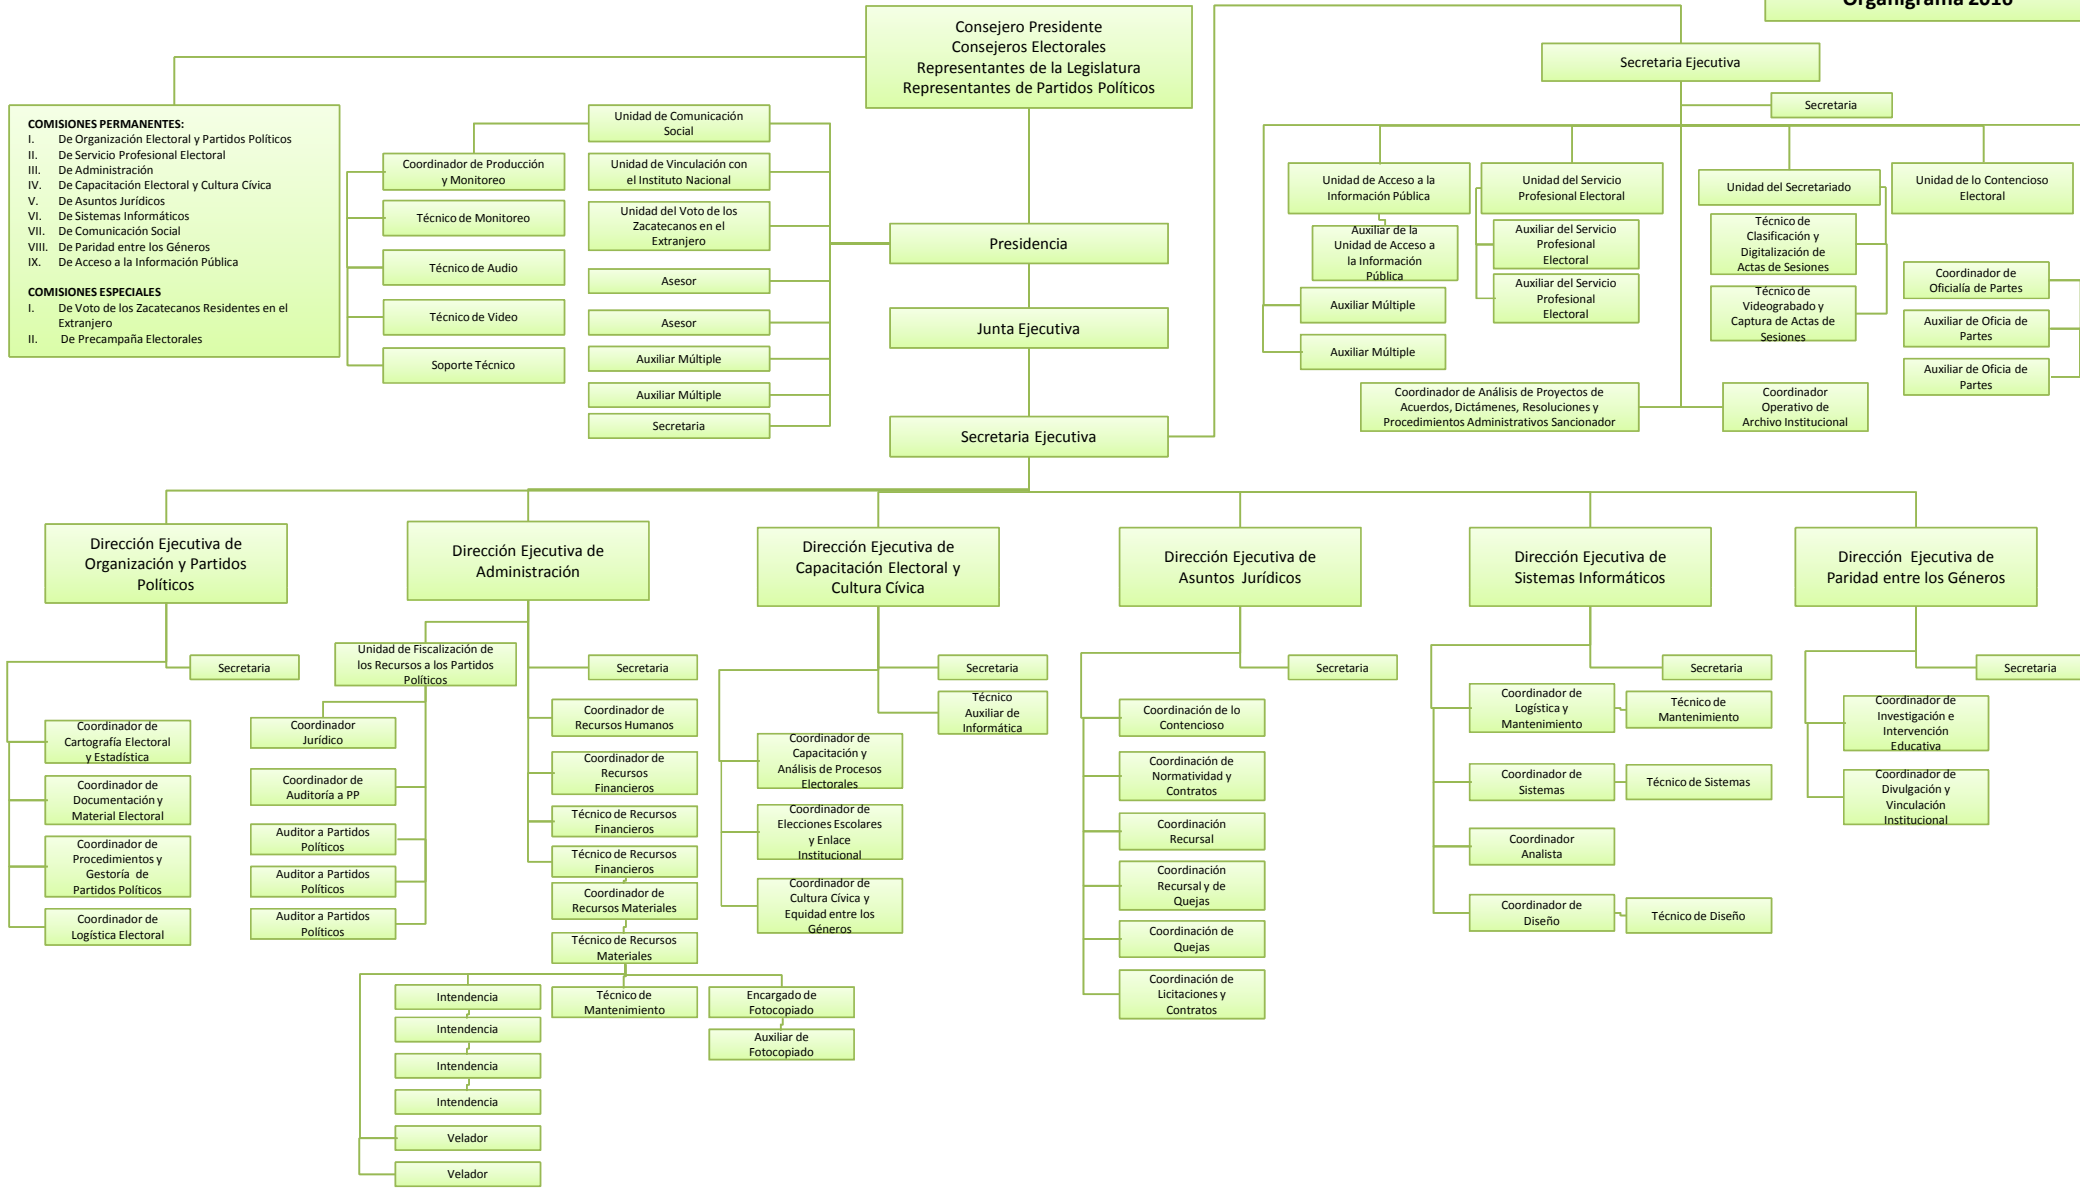 Organigrama 2016
Consejero Presidente
Consejeros Electorales
Representantes de la Legislatura
Representantes de Partidos Políticos
Secretaria Ejecutiva
Secretaria
COMISIONES PERMANENTES:
I. De Organización Electoral y Partidos Políticos
II. De Servicio Profesional Electoral
III. De Administración
IV. De Capacitación Electoral y Cultura Cívica
V. De Asuntos Jurídicos
VI. De Sistemas Informáticos
VII. De Comunicación Social
VIII. De Paridad entre los Géneros
IX. De Acceso a la Información Pública
COMISIONES ESPECIALES
I. De Voto de los Zacatecanos Residentes en el
Extranjero
II. De Precampaña Electorales
Coordinador de Producción
y Monitoreo
Técnico de Monitoreo
Técnico de Audio
Técnico de Video
Soporte Técnico
Unidad de Comunicación
Social
Unidad de Vinculación con
el Instituto Nacional
Unidad del Voto de los
Zacatecanos en el
Extranjero
Asesor
Asesor
Auxiliar Múltiple
Auxiliar Múltiple
Secretaria
Presidencia
Junta Ejecutiva
Secretaria Ejecutiva
Unidad de Acceso a la
Información Pública
Auxiliar de la
Unidad de Acceso a
la Información
Pública
Auxiliar Múltiple
Auxiliar Múltiple
Unidad del Servicio
Profesional Electoral
Auxiliar del Servicio
Profesional
Electoral
Auxiliar del Servicio
Profesional
Electoral
Unidad del Secretariado
Técnico de
Clasificación y
Digitalización de
Actas de Sesiones
Técnico de
Videograbado y
Captura de Actas de
Sesiones
Unidad de lo Contencioso
Electoral
Coordinador de
Oficialía de Partes
Auxiliar de Oficia de
Partes
Auxiliar de Oficia de
Partes
Coordinador de Análisis de Proyectos de
Acuerdos, Dictámenes, Resoluciones y
Procedimientos Administrativos Sancionador
Coordinador
Operativo de
Archivo Institucional
Dirección Ejecutiva de
Organización y Partidos
Políticos
Secretaria
Coordinador de
Cartografía Electoral
y Estadística
Coordinador de
Documentación y
Material Electoral
Coordinador de
Procedimientos y
Gestoría de
Partidos Políticos
Coordinador de
Logística Electoral
Dirección Ejecutiva de
Administración
Unidad de Fiscalización de
los Recursos a los Partidos
Políticos
Coordinador
Jurídico
Coordinador de
Auditoría a PP
Auditor a Partidos
Políticos
Auditor a Partidos
Políticos
Auditor a Partidos
Políticos
Secretaria
Coordinador de
Recursos Humanos
Coordinador de
Recursos
Financieros
Técnico de Recursos
Financieros
Técnico de Recursos
Financieros
Coordinador de
Recursos Materiales
Técnico de Recursos
Materiales
Intendencia
Intendencia
Intendencia
Intendencia
Velador
Velador
Técnico de
Mantenimiento
Encargado de
Fotocopiado
Auxiliar de
Fotocopiado
Dirección Ejecutiva de
Capacitación Electoral y
Cultura Cívica
Secretaria
Técnico
Auxiliar de
Informática
Coordinador de
Capacitación y
Análisis de Procesos
Electorales
Coordinador de
Elecciones Escolares
y Enlace
Institucional
Coordinador de
Cultura Cívica y
Equidad entre los
Géneros
Dirección Ejecutiva de
Asuntos Jurídicos
Secretaria
Coordinación de lo
Contencioso
Coordinación de
Normatividad y
Contratos
Coordinación
Recursal
Coordinación
Recursal y de
Quejas
Coordinación de
Quejas
Coordinación de
Licitaciones y
Contratos
Dirección Ejecutiva de
Sistemas Informáticos
Secretaria
Coordinador de
Logística y
Mantenimiento
Técnico de
Mantenimiento
Coordinador de
Sistemas
Técnico de Sistemas
Coordinador
Analista
Coordinador de
Diseño
Técnico de Diseño
Dirección Ejecutiva de
Paridad entre los Géneros
Secretaria
Coordinador de
Investigación e
Intervención
Educativa
Coordinador de
Divulgación y
Vinculación
Institucional